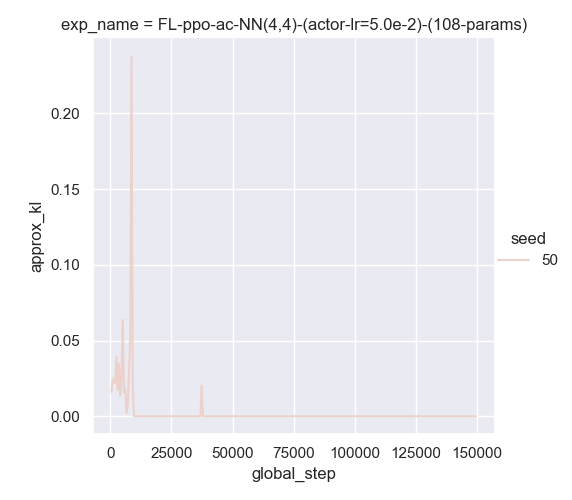 exp_name = FL-ppo-ac-NN(4,4)-(actor-lr=5.0e-2)-(108-params)
0.20
0.15
0.10
0.05
0.00
approx_kl
0 25000 50000 75000 100000 125000 150000
global_step
seed
50